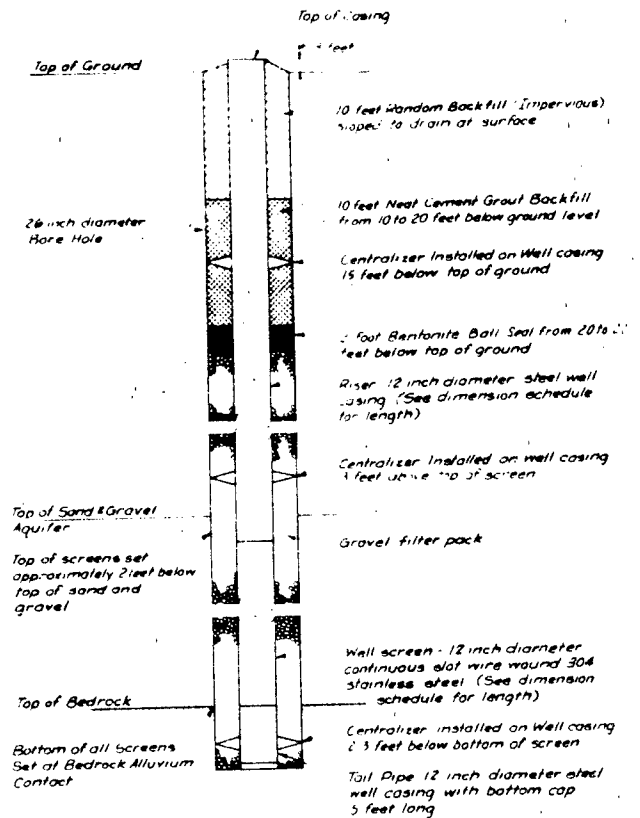 Top of Casing
feet
Top of Ground
10 feet Random Backfill (Impervious)
sloped to drain at surface
10 feet Neat Cement Grout Backfill
from 10 to 20 feet below ground level
26 inch diameter
Bore Hole
Centralizer Installed on Well casing
15 feet below top of ground
Foot Bentonite Ball Seal from 20 to
feet below top of ground
Riser 12 inch diameter steel well
casing (See dimension schedule
for length)
Centralizer Installed on well casing
feet above top of screen
Top of Sand & Gravel
Aquifer
Gravel filter pack
Top of screens set
approximately 2 feet below
top of sand and
gravel
Well screen - 12 inch diameter
continuous slot wire wound 304
stainless steel (See dimension
schedule for length)
Top of Bedrock
Centralizer installed on Well casing
3 feet below bottom of screen
Bottom of all Screens
Set at Bedrock Alluvium
Contact
Tail Pipe 12 inch diameter steel
well casing with bottom cap
5 feet long